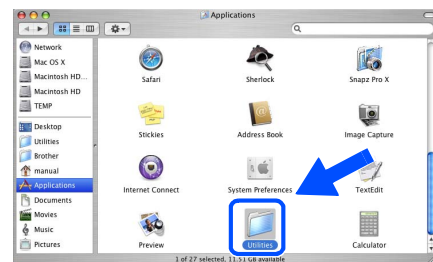 Applications
Network
Mac OS X
Macintosh HD...
Macintosh HD
TEMP
Desktop
Utilities
Brother
manual
Applications
Documents
Movies
Music
Pictures
Safari
Sherlock
Snapz Pro X
Stickies
Address Book
Image Capture
Internet Connect
System Preferences
TextEdit
Preview
Utilities
Calculator
1 of 27 selected, 11.51 GB available